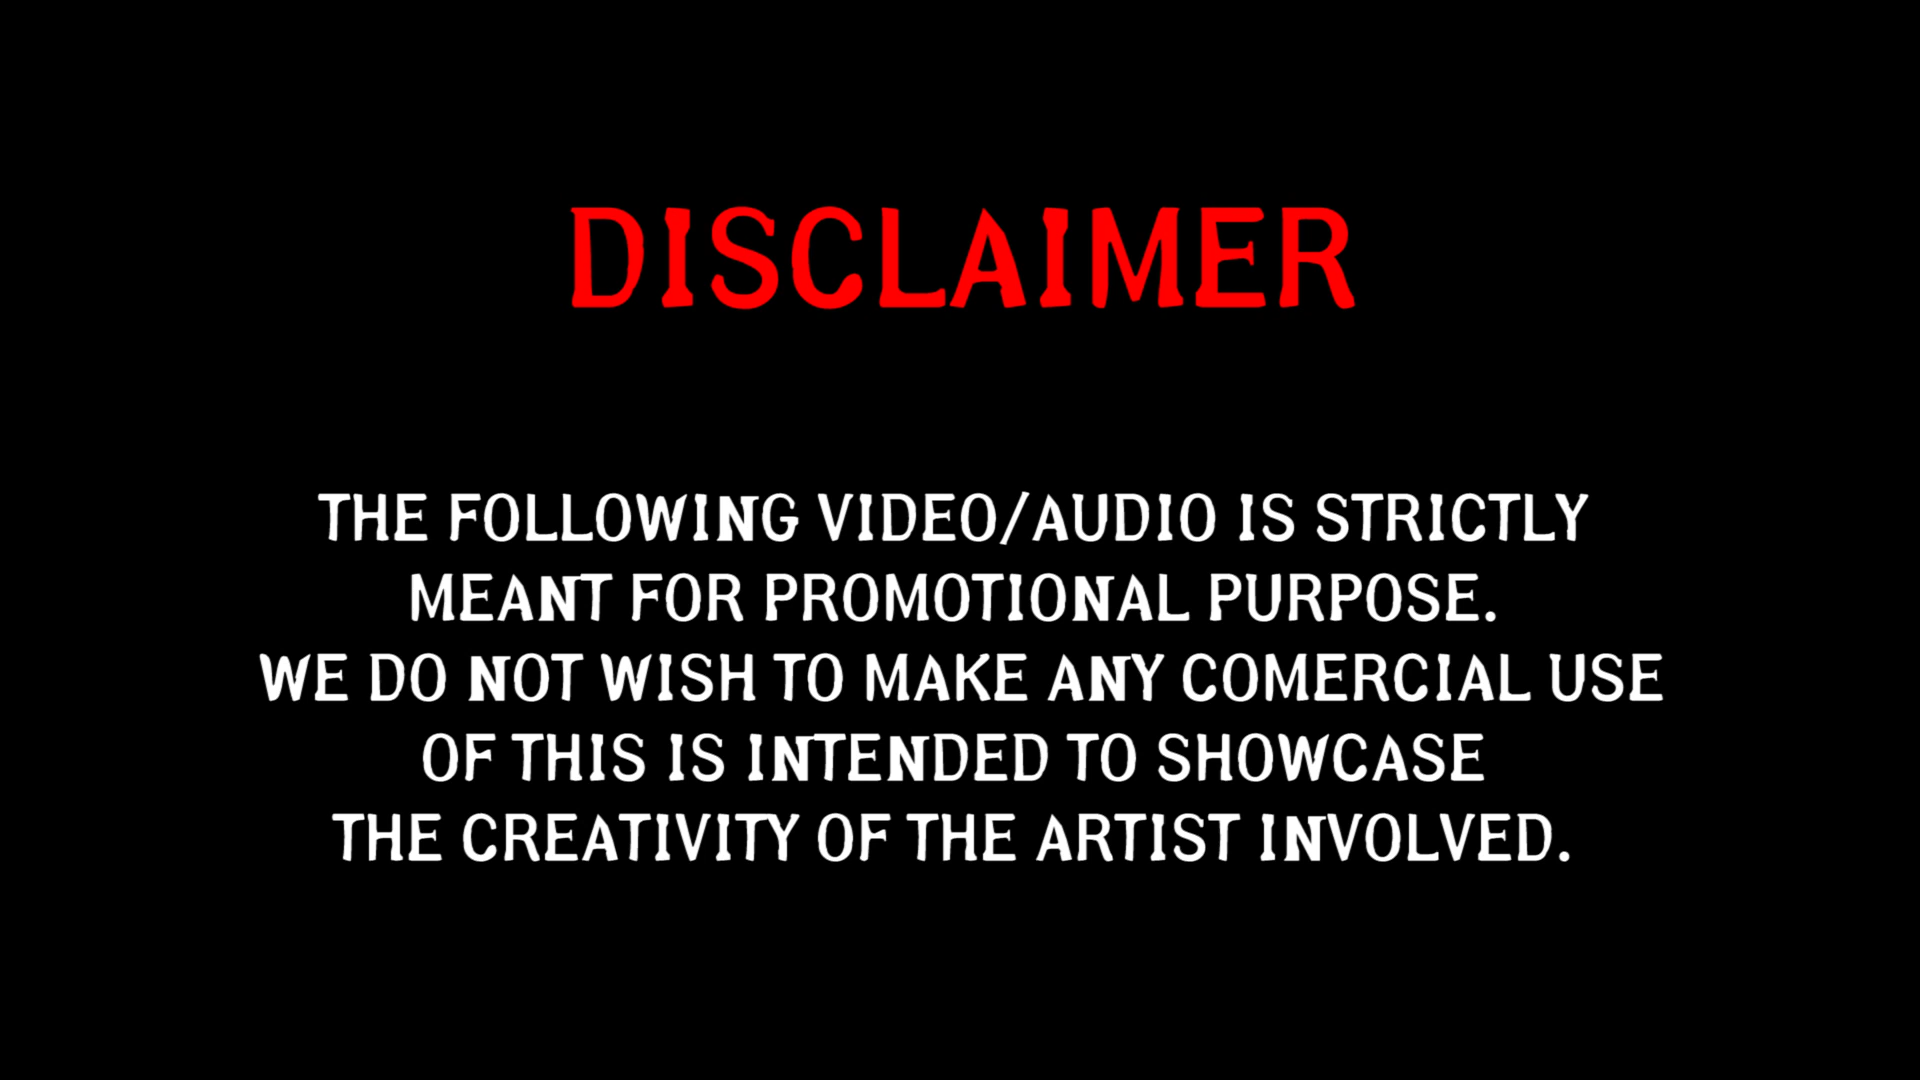 DISCLAIMER
THE FOLLOWING VIDEO/AUDIO IS STRICTLY
MEANT FOR PROMOTIONAL PURPOSE.
WE DO NOT WISH TO MAKE ANY COMERCIAL USE
OF THIS IS INTENDED TO SHOWCASE
THE CREATIVITY OF THE ARTIST INVOLVED.